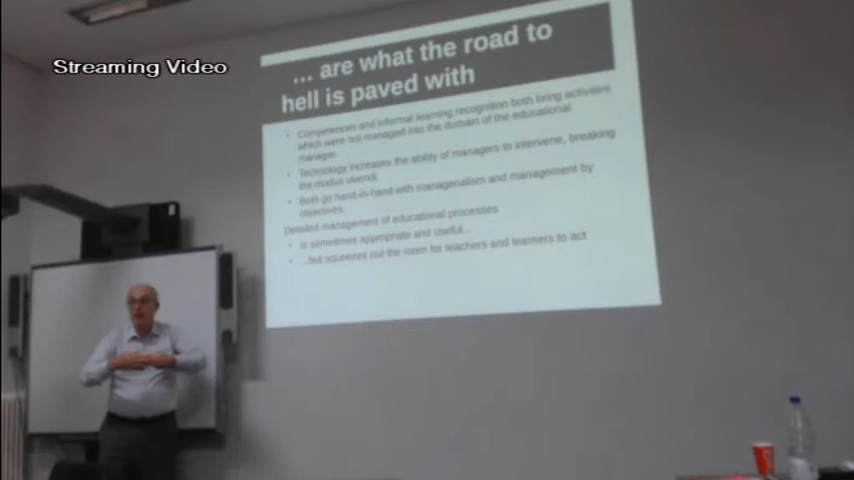 Streaming Video
... are what the road to
hell is paved with
• Competences and informal learning recognition both bring activities
which were not managed into the domain of the educational
manager.
• Technology increases the ability of managers to intervene, breaking
the modus vivendi.
• Both go hand-in-hand with managerialism and management by
objectives.
Detailed management of educational processes
• is sometimes appropriate and useful...
• ...but squeezes out the room for teachers and learners to act